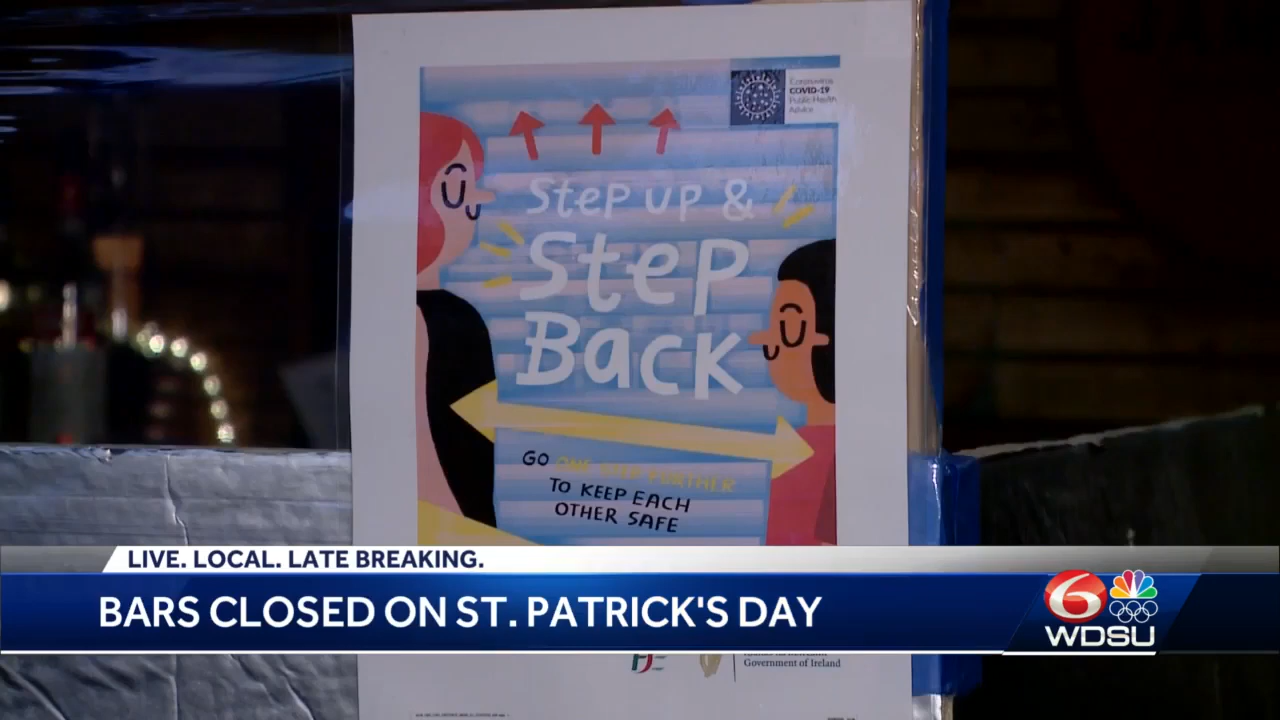 Coronavirus
COVID-19
Public Health
Advice
Step up &
Step
Back
GO ONE STEP FURTHER
TO KEEP EACH
OTHER SAFE
LIVE. LOCAL. LATE BREAKING.
BARS CLOSED ON ST. PATRICK'S DAY
6
WDSU
Government of Ireland